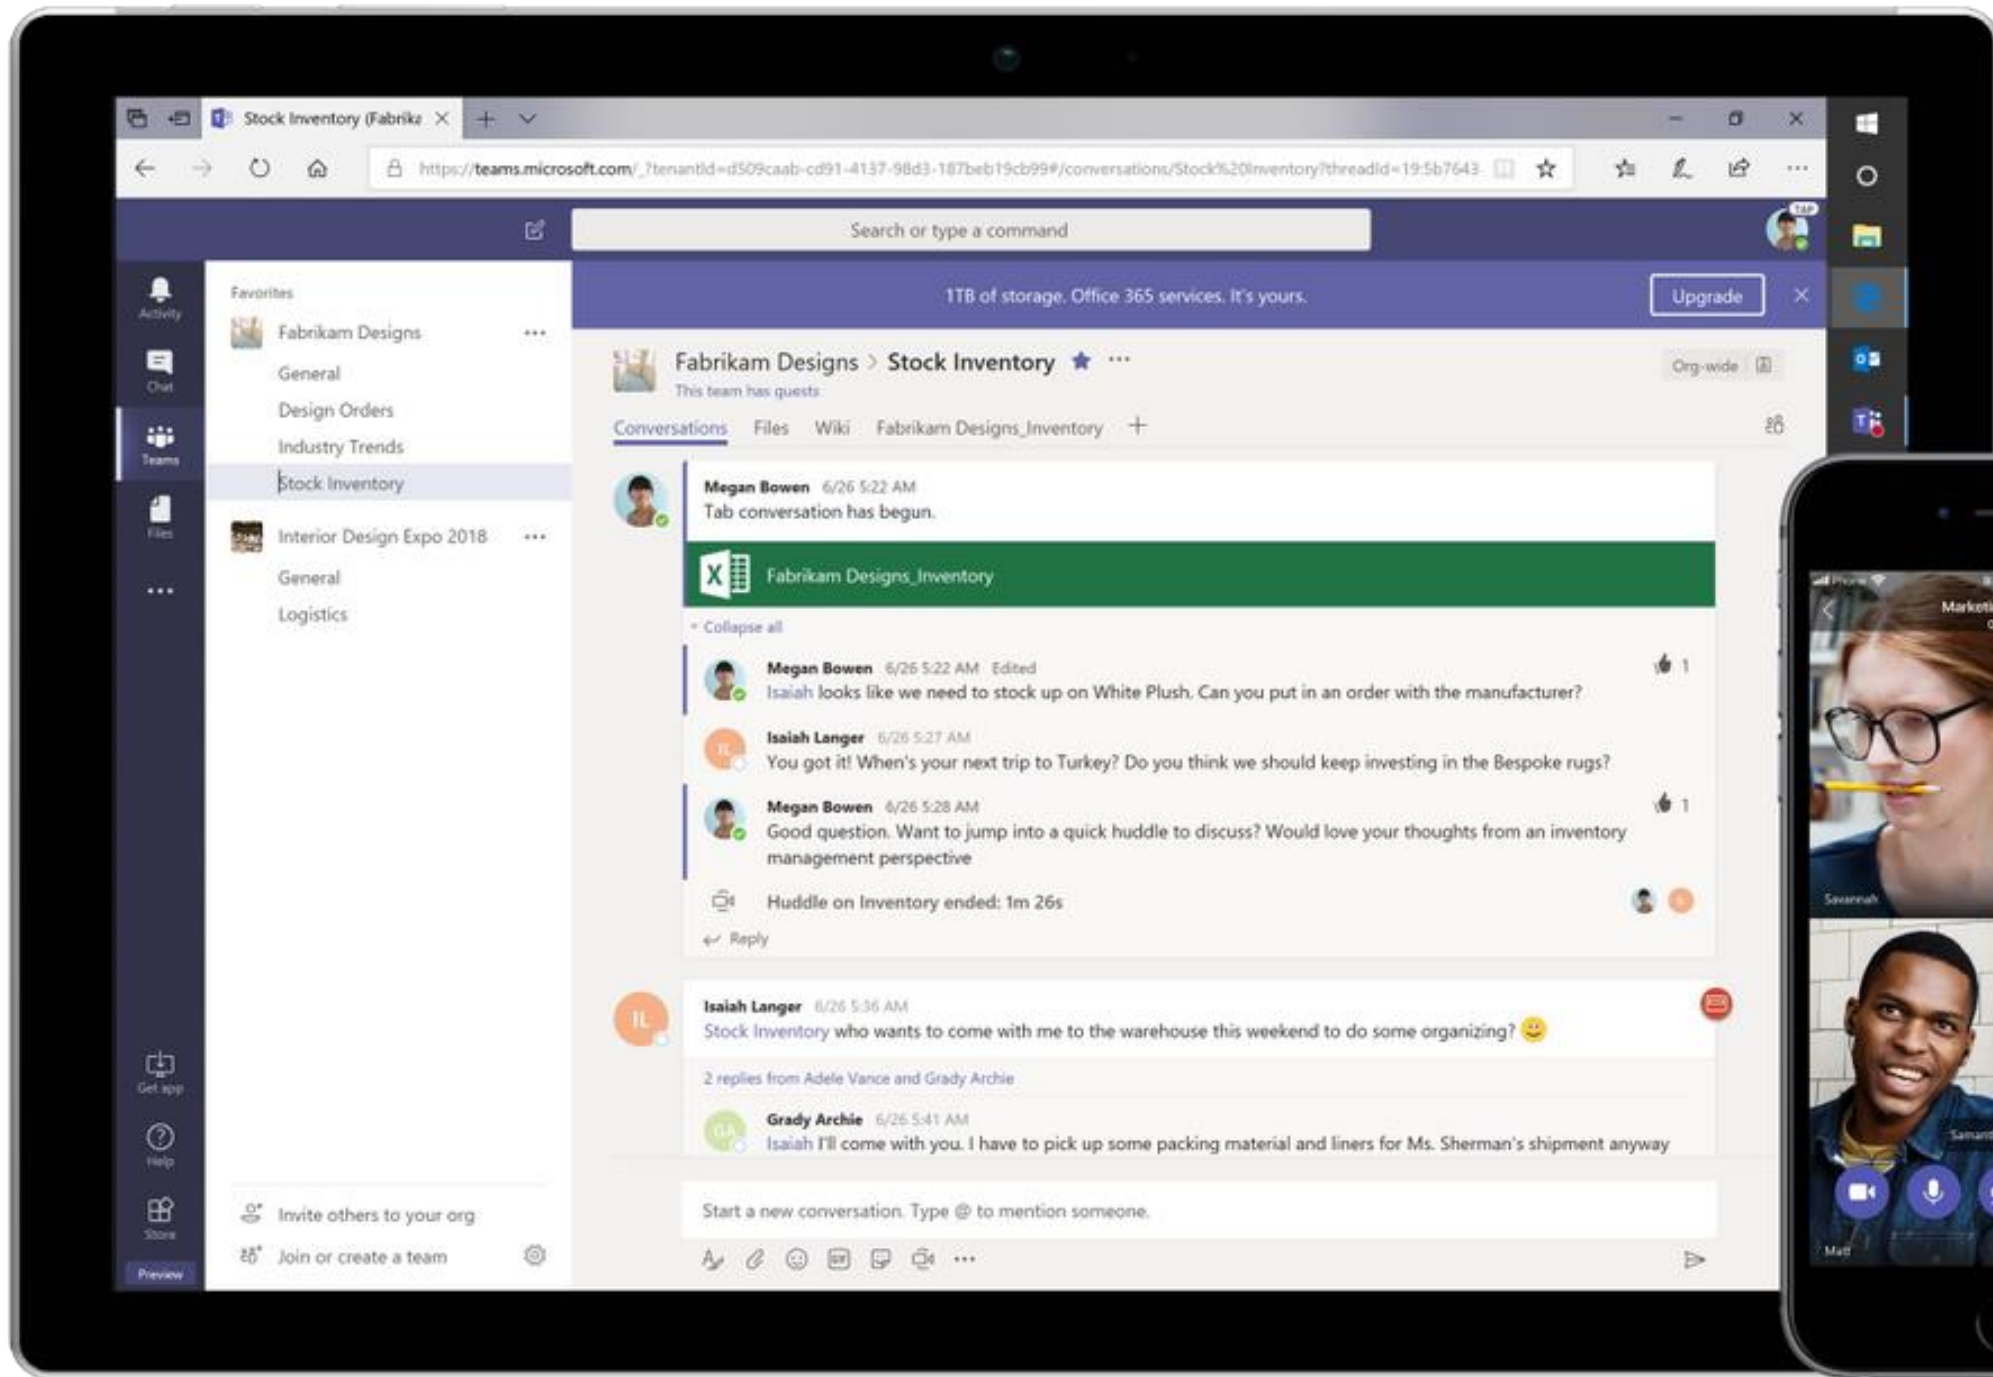 Stock Inventory (Fabrika
https://teams.microsoft.com/_?tenantId=d509caab-cd91-4137-98d3-187beb19cb99#/conversations/Stock%20Inventory?threadId=19:5b7643
Search or type a command
TAP
Activity
Chat
Teams
Files
Get app
Help
Store
Preview
Favorites
Fabrikam Designs
General
Design Orders
Industry Trends
Stock Inventory
Interior Design Expo 2018
General
Logistics
Invite others to your org
Join or create a team
1TB of storage. Office 365 services. It's yours.
Upgrade
Fabrikam Designs > Stock Inventory
Org-wide
This team has guests
Conversations Files Wiki Fabrikam Designs_Inventory
Megan Bowen 6/26 5:22 AM
Tab conversation has begun.
Fabrikam Designs_Inventory
Collapse all
Megan Bowen 6/26 5:22 AM Edited
1
Isaiah looks like we need to stock up on White Plush. Can you put in an order with the manufacturer?
IL
Isaiah Langer 6/26 5:27 AM
You got it! When's your next trip to Turkey? Do you think we should keep investing in the Bespoke rugs?
Megan Bowen 6/26 5:28 AM
1
Good question. Want to jump into a quick huddle to discuss? Would love your thoughts from an inventory
management perspective
Huddle on Inventory ended: 1m 26s
Reply
IL
Isaiah Langer 6/26 5:36 AM
Stock Inventory who wants to come with me to the warehouse this weekend to do some organizing?
2 replies from Adele Vance and Grady Archie
GA
Grady Archie 6/26 5:41 AM
Isaiah I'll come with you. I have to pick up some packing material and liners for Ms. Sherman's shipment anyway
Start a new conversation. Type @ to mention someone.
GIF
Phone
Marketi
Savannah
Samant
Matt